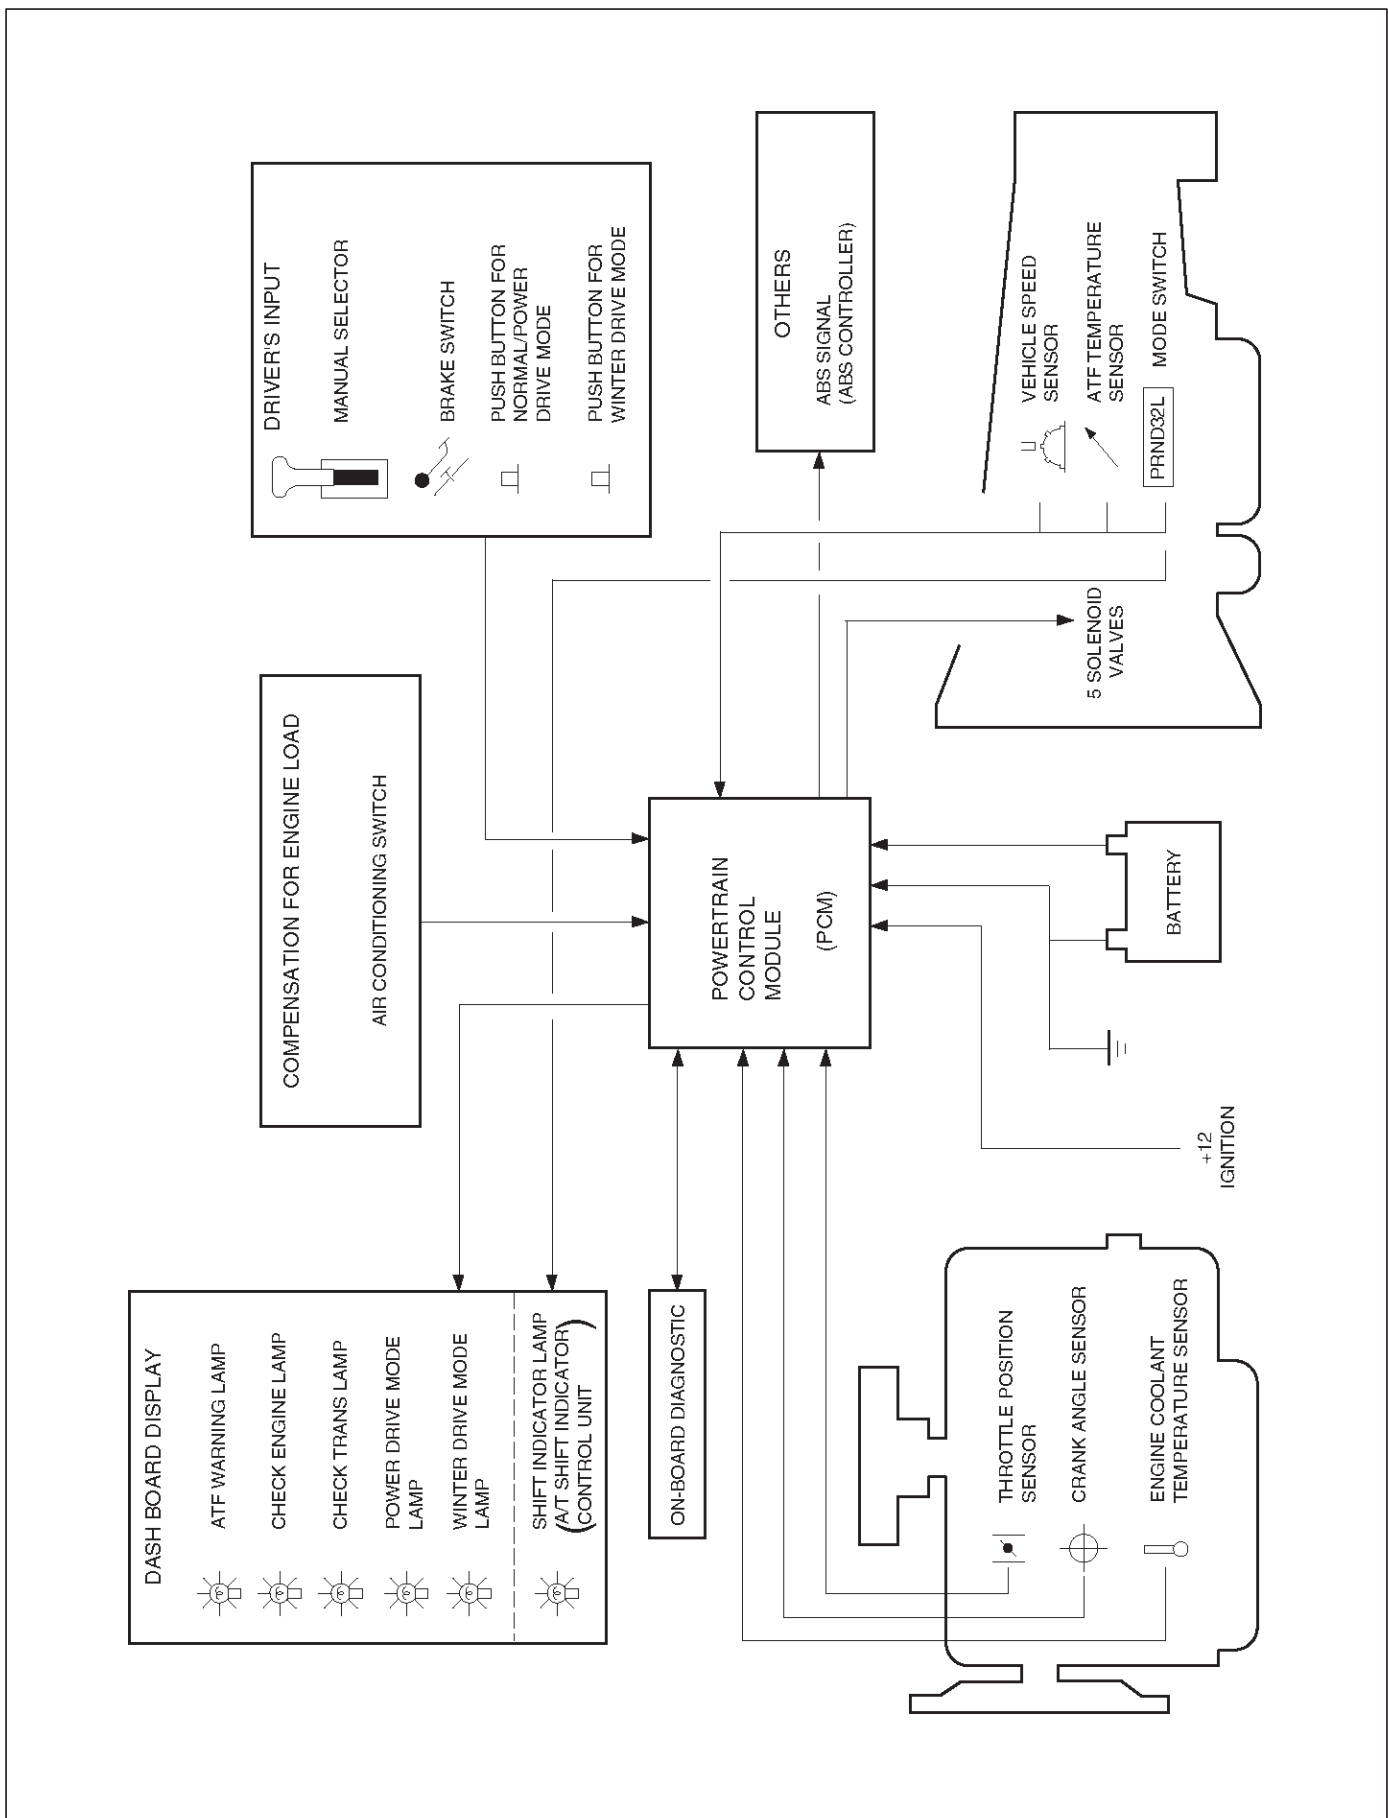 DASH BOARD DISPLAY
ATF WARNING LAMP
CHECK ENGINE LAMP
CHECK TRANS LAMP
POWER DRIVE MODE
LAMP
WINTER DRIVE MODE
LAMP
SHIFT INDICATOR LAMP
(A/T SHIFT INDICATOR)
(CONTROL UNIT )
COMPENSATION FOR ENGINE LOAD
AIR CONDITIONING SWITCH
DRIVER'S INPUT
MANUAL SELECTOR
BRAKE SWITCH
PUSH BUTTON FOR
NORMAL/POWER
DRIVE MODE
PUSH BUTTON FOR
WINTER DRIVE MODE
ON-BOARD DIAGNOSTIC
POWERTRAIN
CONTROL
MODULE
(PCM)
OTHERS
ABS SIGNAL
(ABS CONTROLLER)
THROTTLE POSITION
SENSOR
CRANK ANGLE SENSOR
ENGINE COOLANT
TEMPERATURE SENSOR
+12
IGNITION
BATTERY
5 SOLENOID
VALVES
VEHICLE SPEED
SENSOR
ATF TEMPERATURE
SENSOR
PRND32L
MODE SWITCH